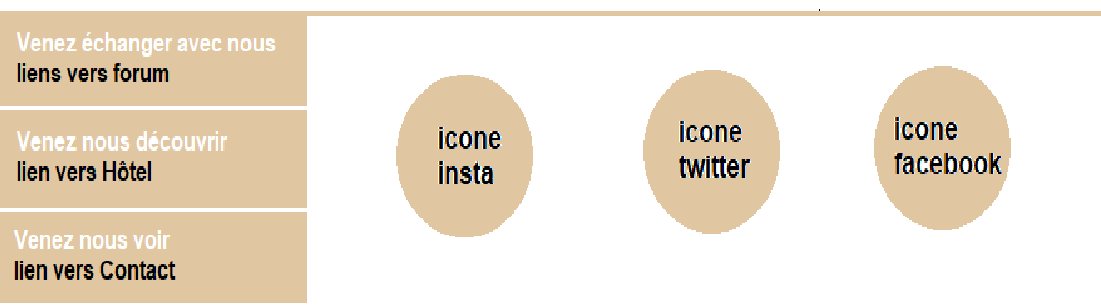 Venez échanger avec nous
liens vers forum
Venez nous découvrir
lien vers Hôtel
Venez nous voir
lien vers Contact
icone
insta
icone
twitter
icone
facebook